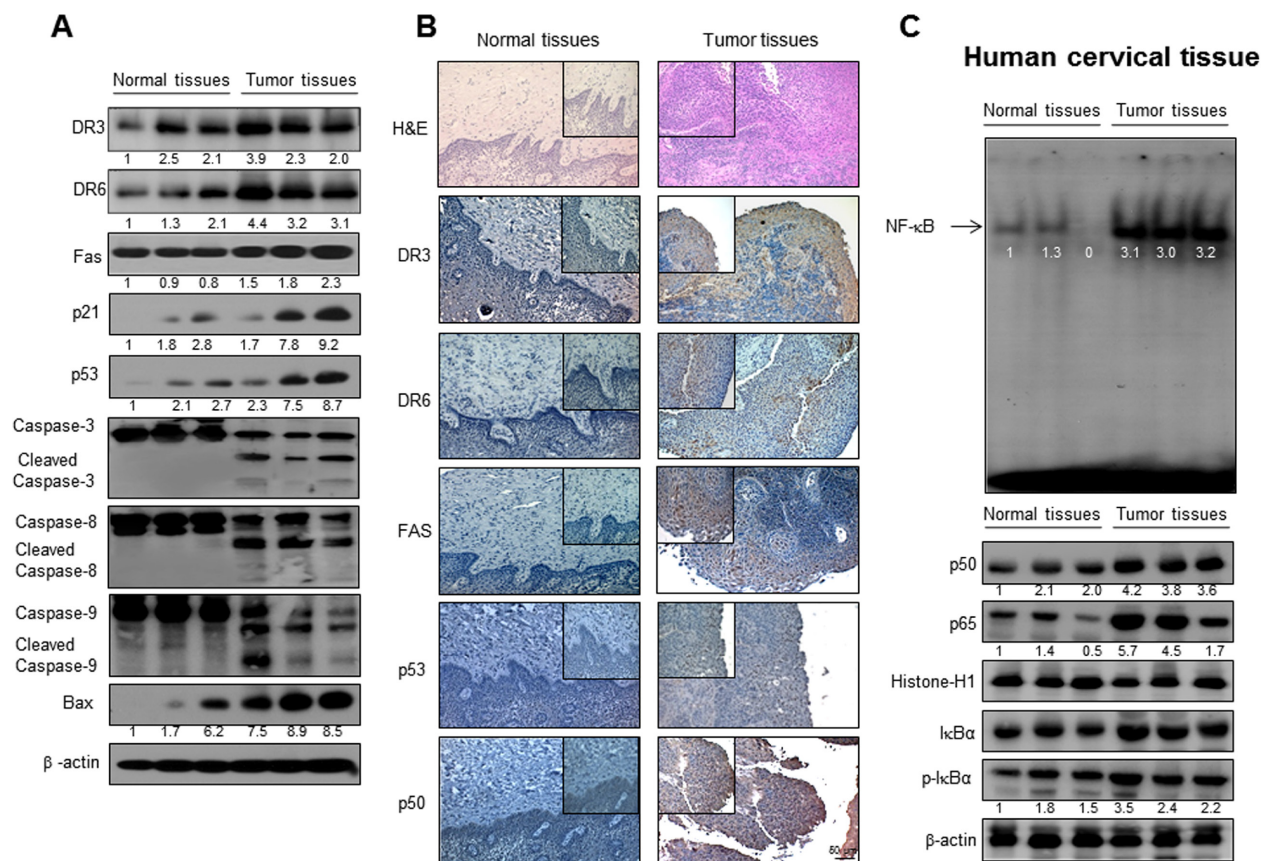 A
Normal tissues Tumor tissues
DR3
1 2.5 2.1 3.9 2.3 2.0
DR6
1 1.3 2.1 4.4 3.2 3.1
Fas
1 0.9 0.8 1.5 1.8 2.3
p21
1 1.8 2.8 1.7 7.8 9.2
p53
1 2.1 2.7 2.3 7.5 8.7
Caspase-3
Cleaved
Caspase-3
Caspase-8
Cleaved
Caspase-8
Caspase-9
Cleaved
Caspase-9
Bax
1 1.7 6.2 7.5 8.9 8.5
β -actin
B
Normal tissues Tumor tissues
H&E
DR3
DR6
FAS
p53
p50
50 μm
C
Human cervical tissue
Normal tissues Tumor tissues
NF-κB
1 1.3 0 3.1 3.0 3.2
Normal tissues Tumor tissues
p50
1 2.1 2.0 4.2 3.8 3.6
p65
1 1.4 0.5 5.7 4.5 1.7
Histone-H1
IκBα
p-IκBα
1 1.8 1.5 3.5 2.4 2.2
β-actin